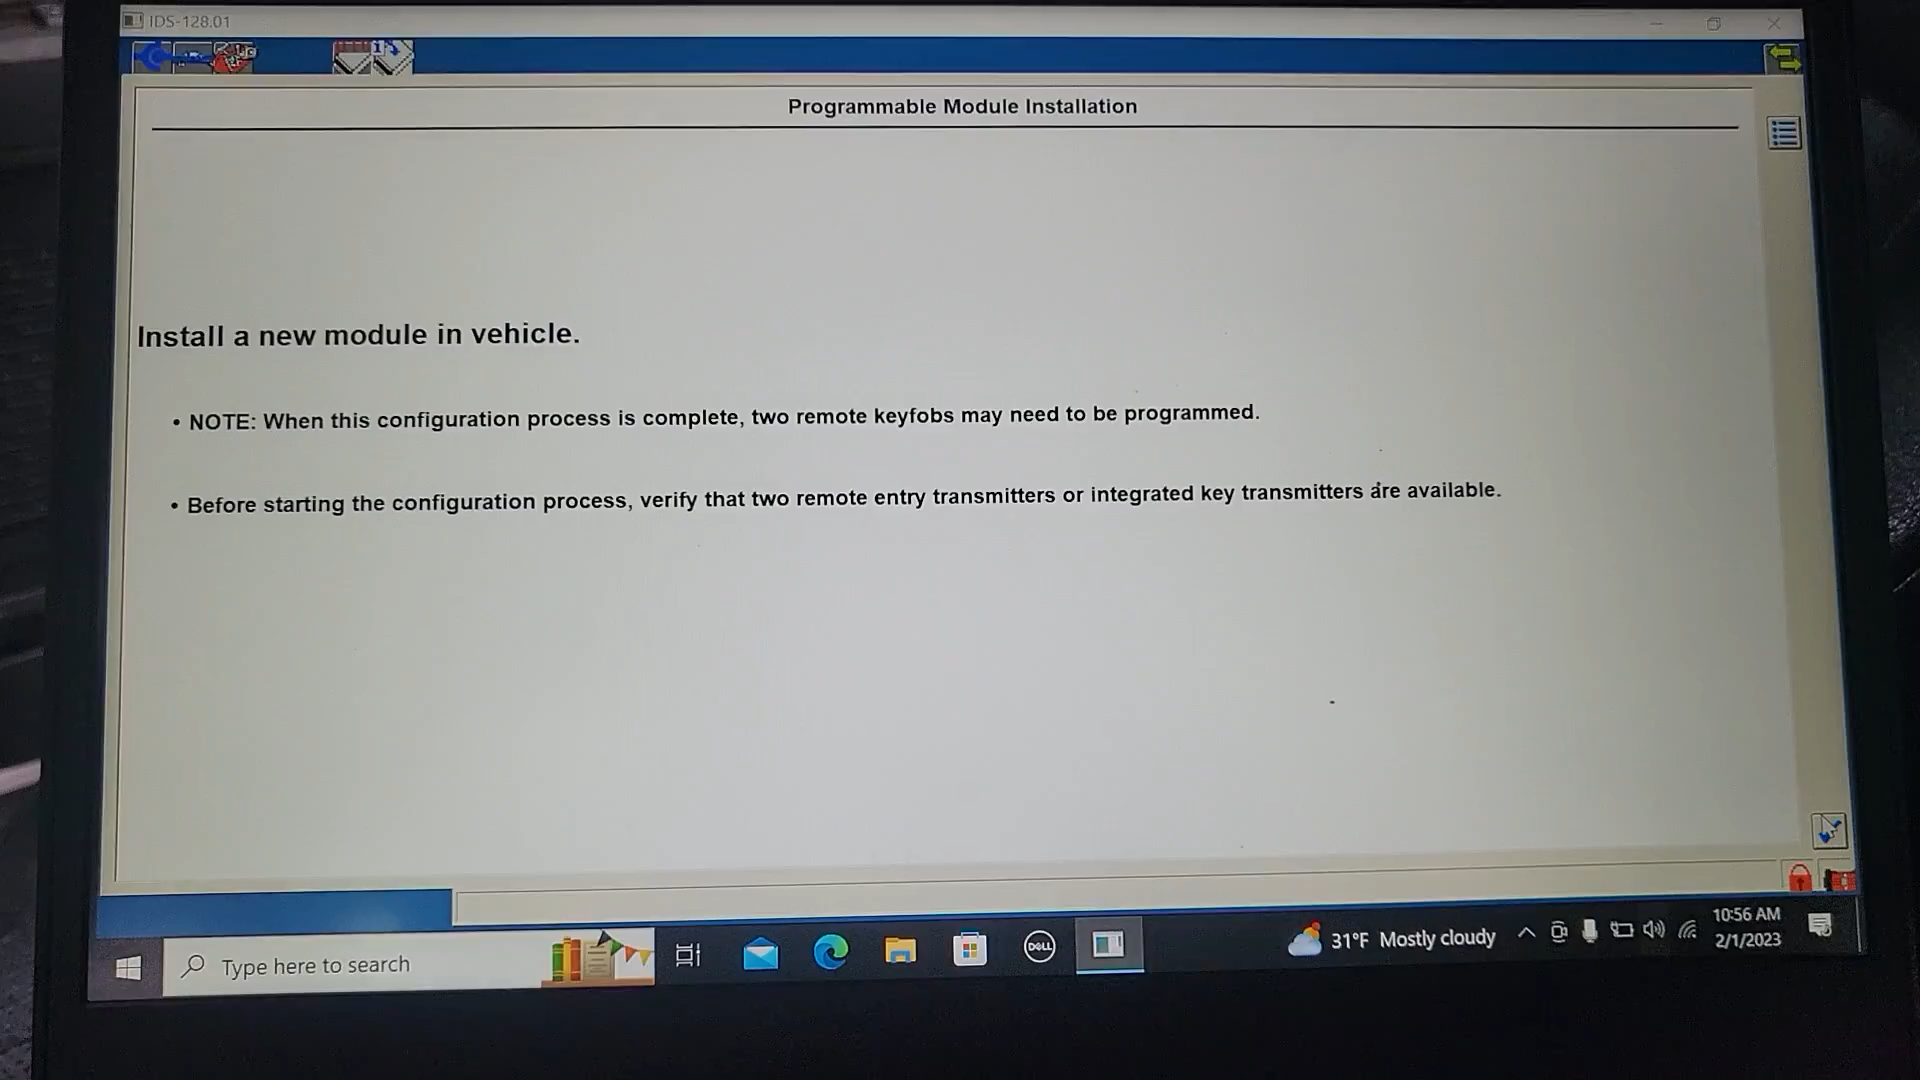 IDS-128.01
Programmable Module Installation
Install a new module in vehicle.
• NOTE: When this configuration process is complete, two remote keyfobs may need to be programmed.
• Before starting the configuration process, verify that two remote entry transmitters or integrated key transmitters are available.
Type here to search
DELL
31°F Mostly cloudy
10:56 AM
2/1/2023